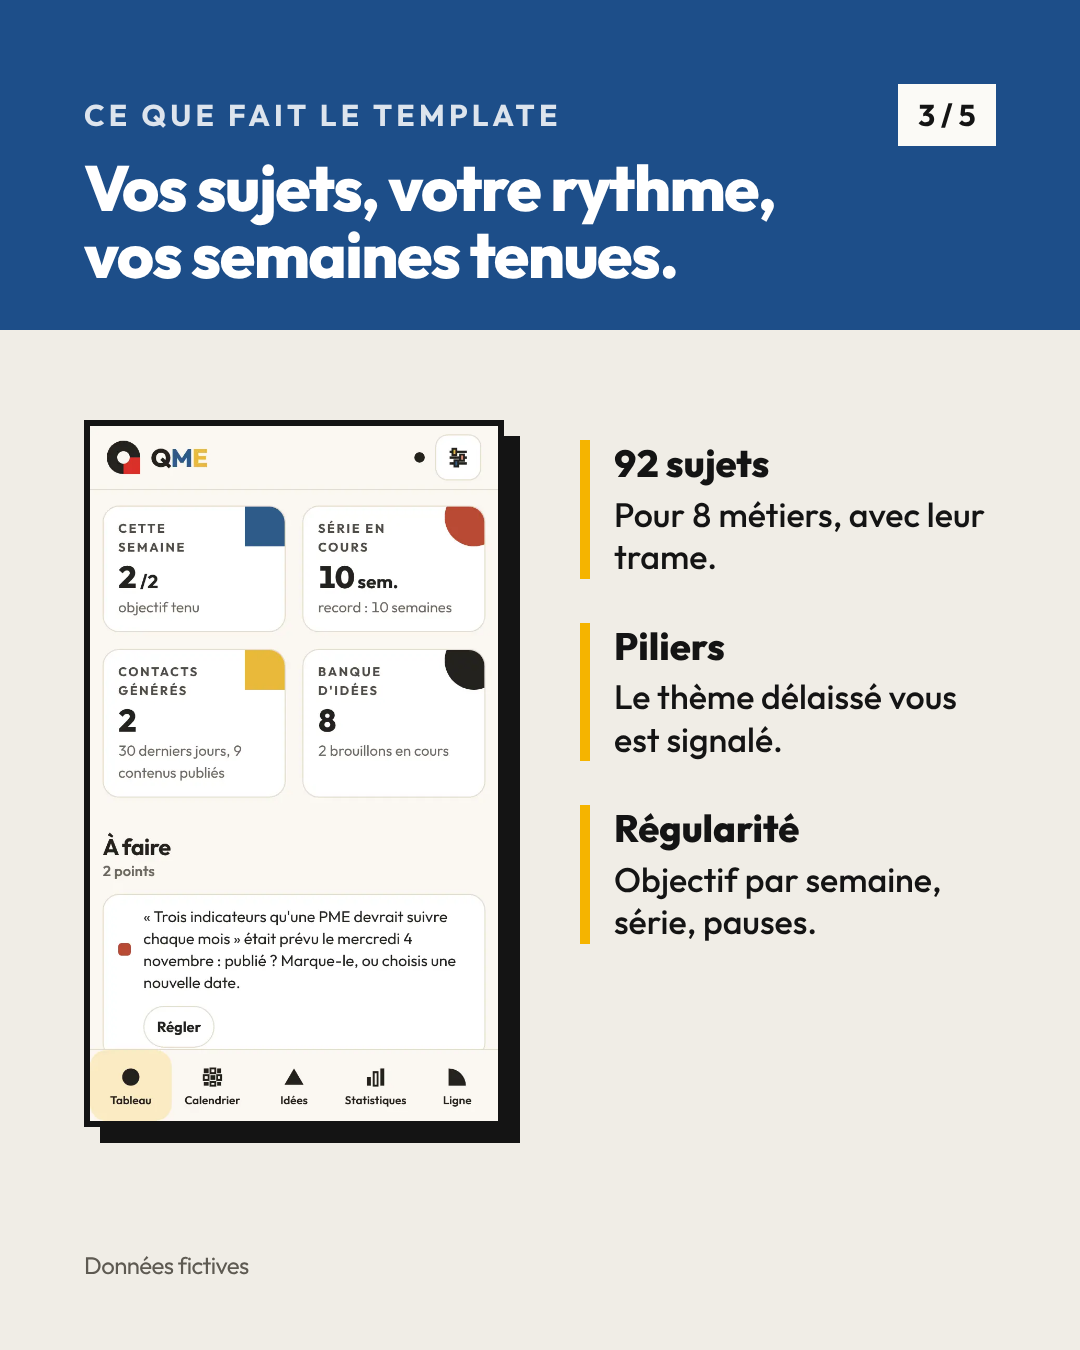 CE QUE FAIT LE TEMPLATE
3 / 5
Vos sujets, votre rythme,
vos semaines tenues.
QME
CETTE
SEMAINE
2 /2
objectif tenu
SÉRIE EN
COURS
10 sem.
record : 10 semaines
CONTACTS
GÉNÉRÉS
2
30 derniers jours, 9
contenus publiés
BANQUE
D'IDÉES
8
2 brouillons en cours
À faire
2 points
« Trois indicateurs qu'une PME devrait suivre
chaque mois » était prévu le mercredi 4
novembre : publié ? Marque-le, ou choisis une
nouvelle date.
Régler
Tableau
Calendrier
Idées
Statistiques
Ligne
92 sujets
Pour 8 métiers, avec leur
trame.
Piliers
Le thème délaissé vous
est signalé.
Régularité
Objectif par semaine,
série, pauses.
Données fictives